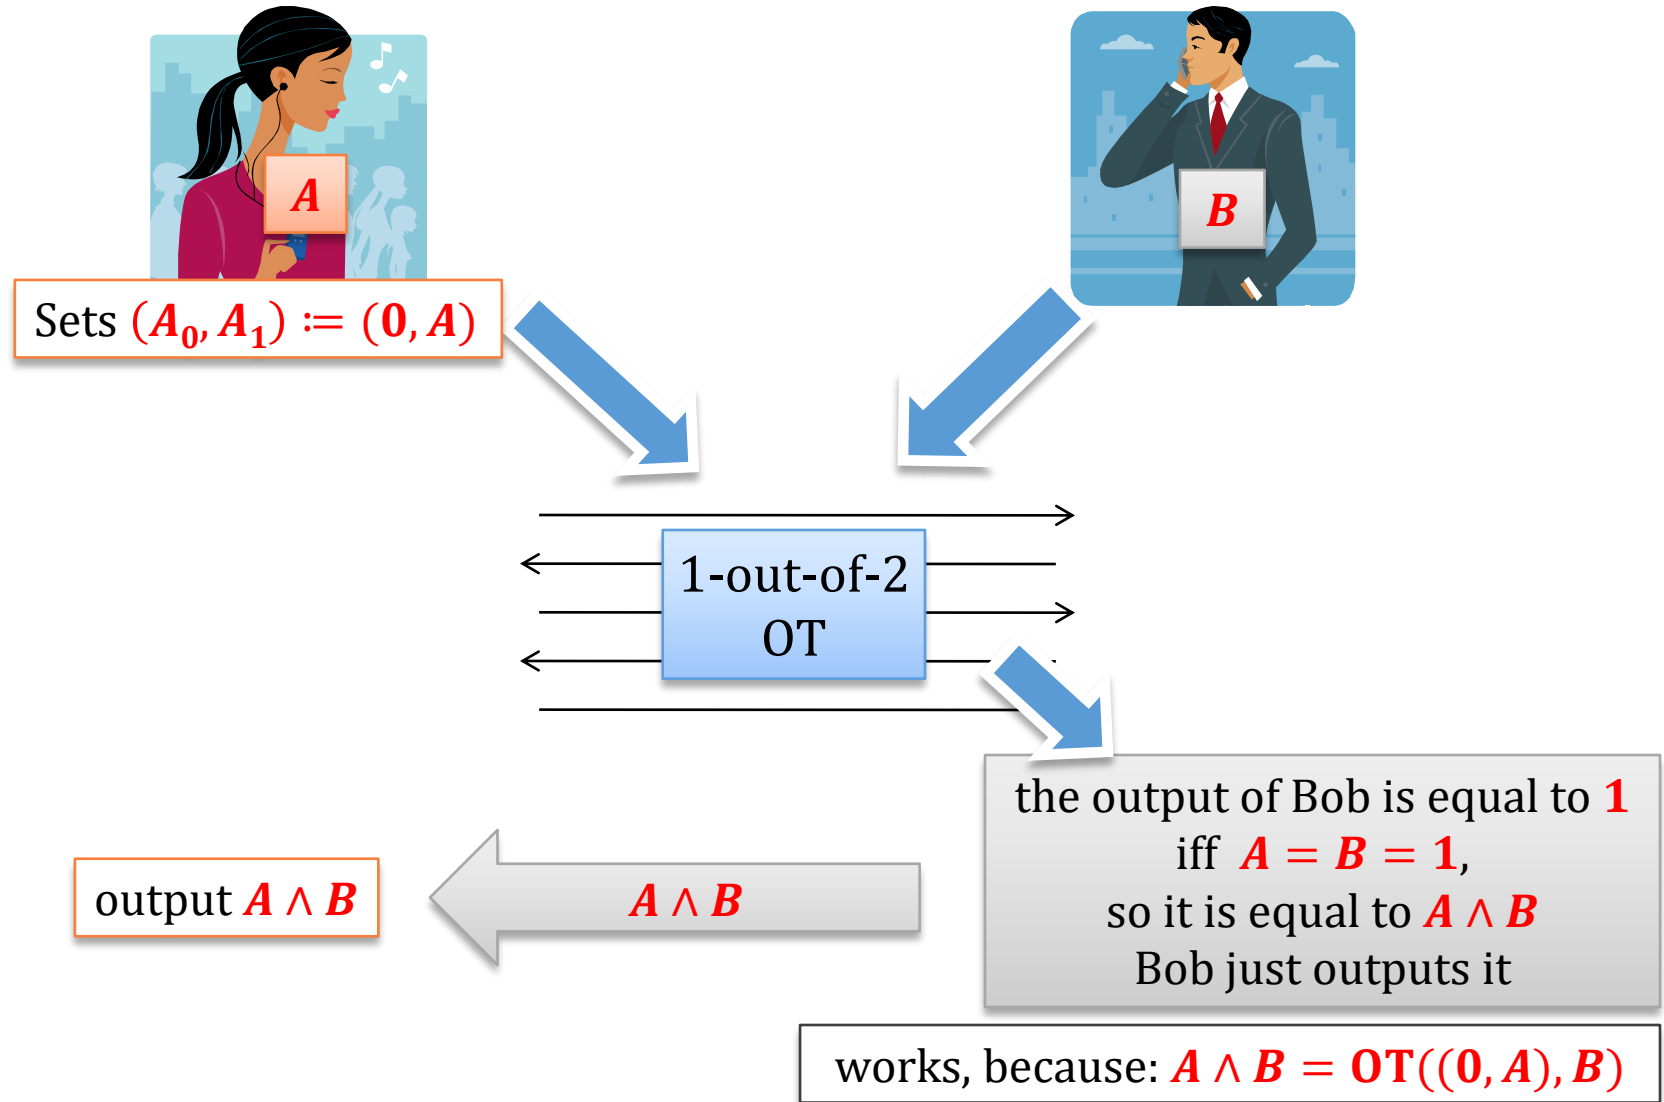 A
B
Sets (A₀, A₁) ≔ (0, A)
1-out-of-2
OT
the output of Bob is equal to 1
iff A = B = 1,
so it is equal to A ∧ B
Bob just outputs it
output A ∧ B
A ∧ B
works, because: A ∧ B = OT((0, A), B)